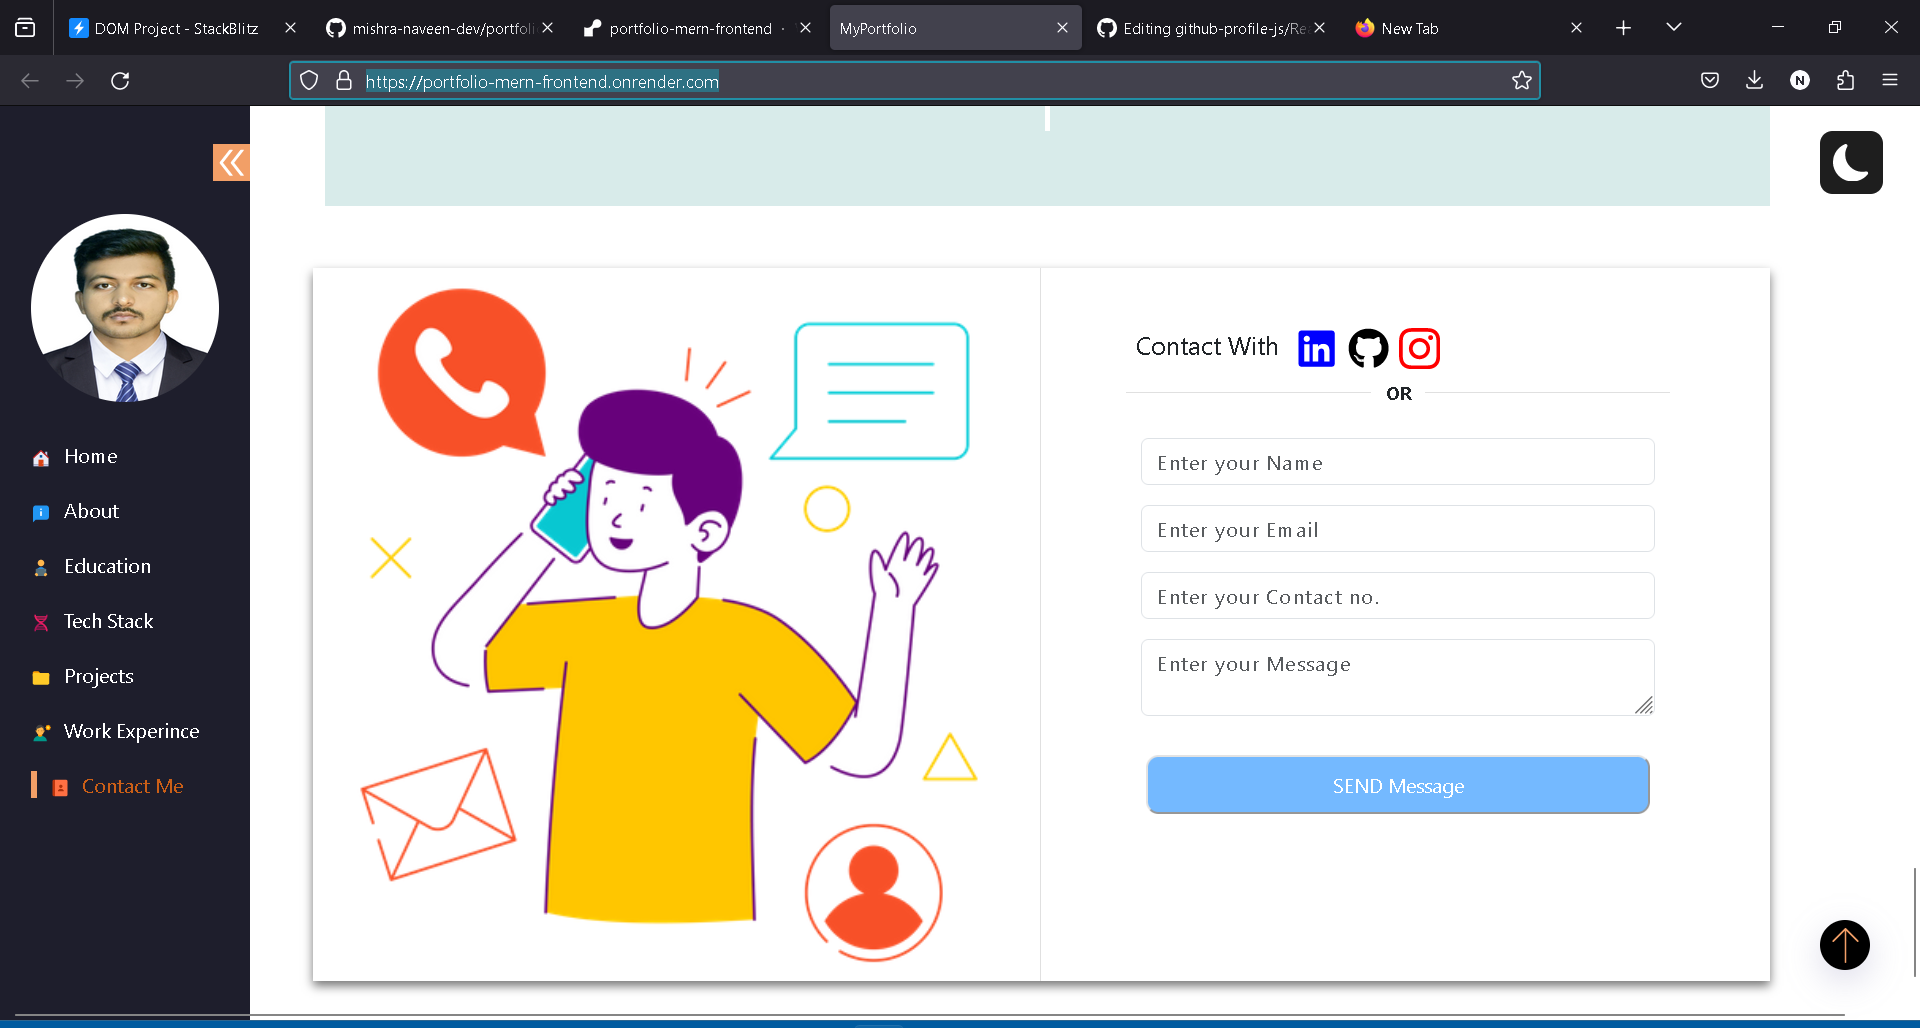 DOM Project - StackBlitz
mishra-naveen-dev/portfoli
portfolio-mern-frontend ·
MyPortfolio
Editing github-profile-js/Re
New Tab
https://portfolio-mern-frontend.onrender.com
N
Home
About
Education
Tech Stack
Projects
Work Experince
Contact Me
Contact With
in
OR
Enter your Name
Enter your Email
Enter your Contact no.
Enter your Message
SEND Message